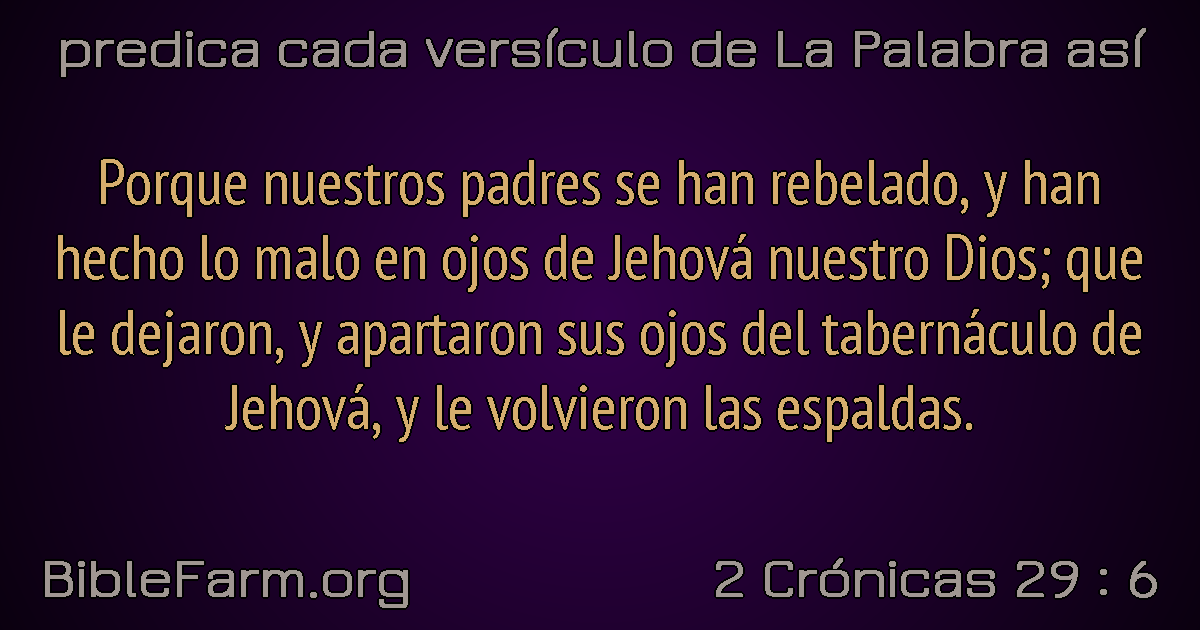 predica cada versículo de La Palabra así
Porque nuestros padres se han rebelado, y han
hecho lo malo en ojos de Jehová nuestro Dios; que
le dejaron, y apartaron sus ojos del tabernáculo de
Jehová, y le volvieron las espaldas.
BibleFarm.org
2 Crónicas 29 : 6